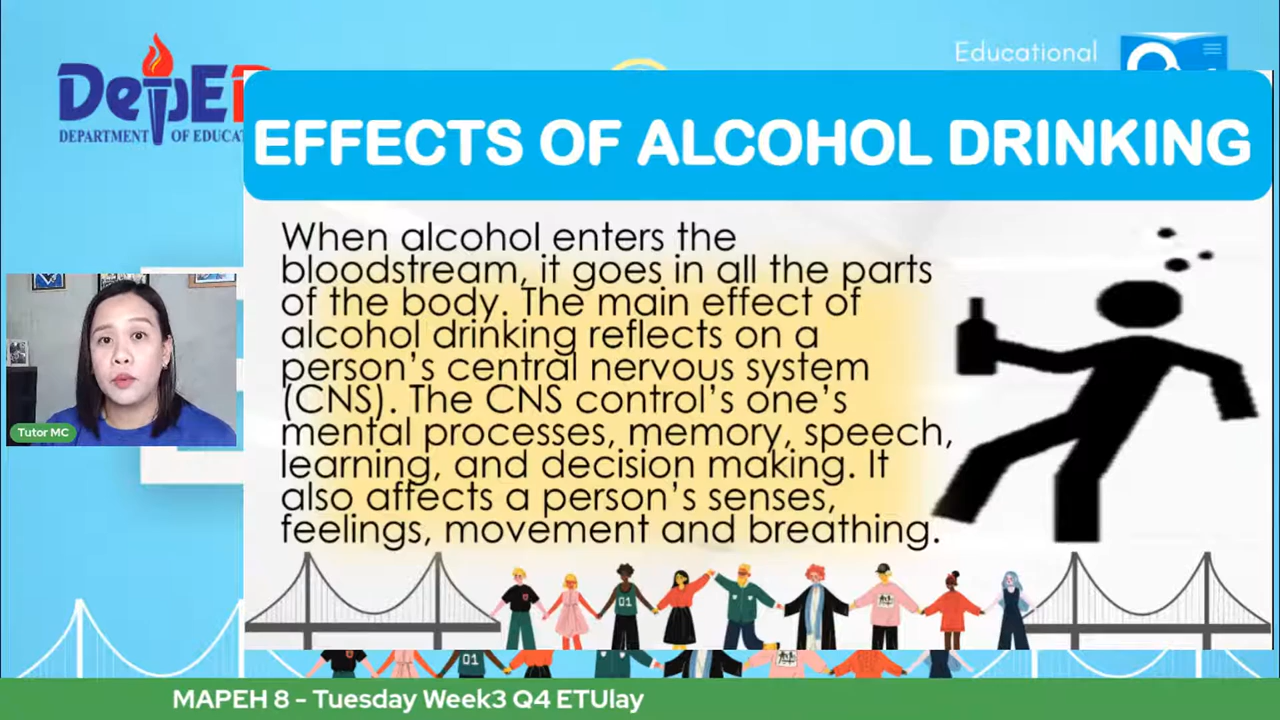 Educational
DepED
DEPARTMENT OF EDUCA
EFFECTS OF ALCOHOL DRINKING
When alcohol enters the
bloodstream, it goes in all the parts
of the body. The main effect of
alcohol drinking reflects on a
person's central nervous system
(CNS). The CNS control's one's
mental processes, memory, speech,
learning, and decision making. It
also affects a person's senses,
feelings, movement and breathing.
Tutor MC
01
01
MAPEH 8 - Tuesday Week3 Q4 ETUlay